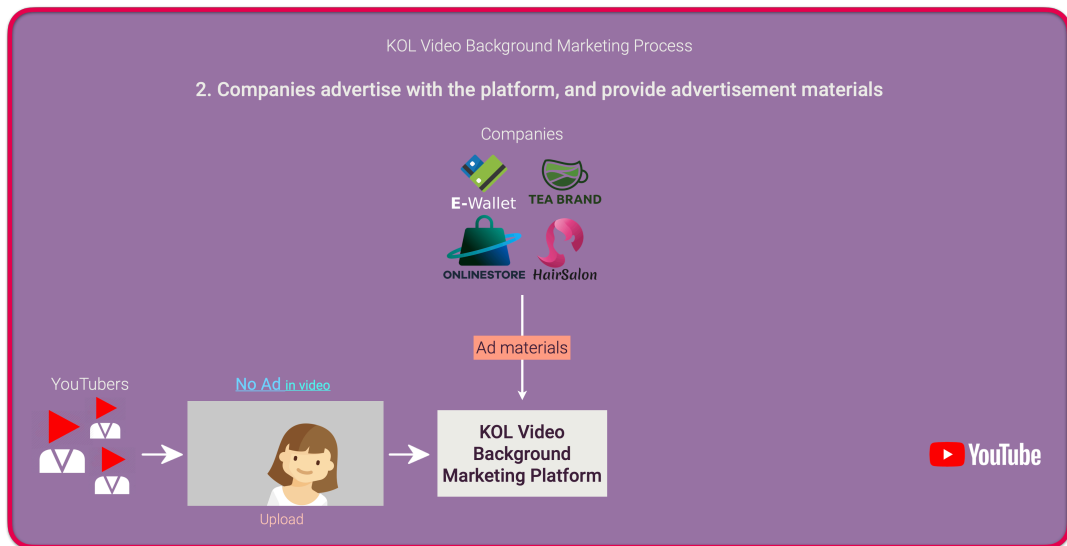 KOL Video Background Marketing Process
2. Companies advertise with the platform, and provide advertisement materials
Companies
E-Wallet
TEA BRAND
ONLINESTORE
HairSalon
Ad materials
YouTubers
No Ad in video
KOL Video
Background
Marketing Platform
YouTube
Upload